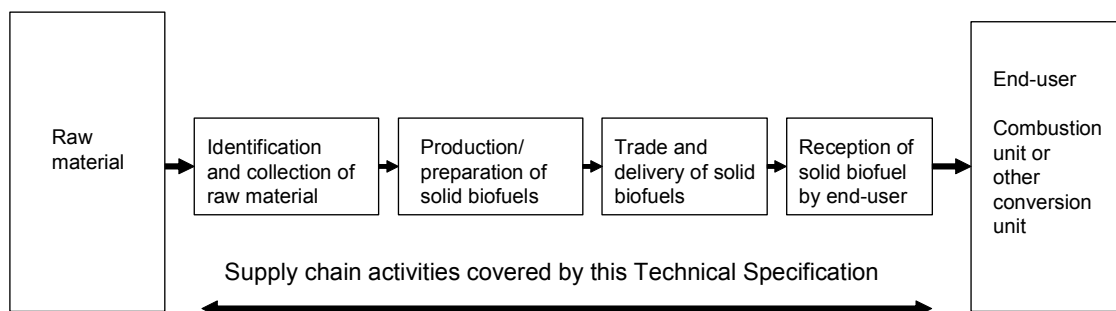 Raw
material
Identification
and collection of
raw material
Production/
preparation of
solid biofuels
Trade and
delivery of solid
biofuels
Reception of
solid biofuel
by end-user
End-user
Combustion
unit or
other
conversion
unit
Supply chain activities covered by this Technical Specification